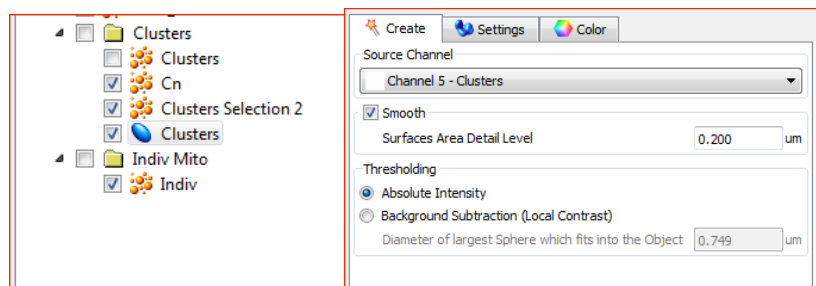 Clusters
Clusters
Cn
Clusters Selection 2
Clusters
Indiv Mito
Indiv
Create Settings Color
Source Channel
Channel 5 - Clusters
Smooth
Surfaces Area Detail Level 0.200 um
Thresholding
Absolute Intensity
Background Subtraction (Local Contrast)
Diameter of largest Sphere which fits into the Object 0.749 um